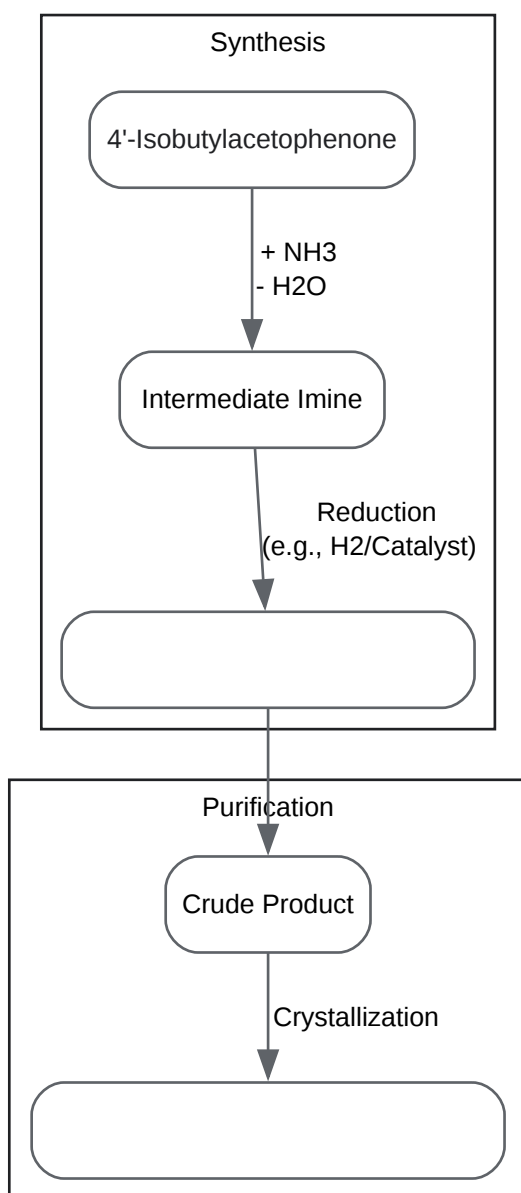 Synthesis
4'-Isobutylacetophenone
+ NH3
- H2O
Intermediate Imine
Reduction
(e.g., H2/Catalyst)
Purification
Crude Product
Crystallization